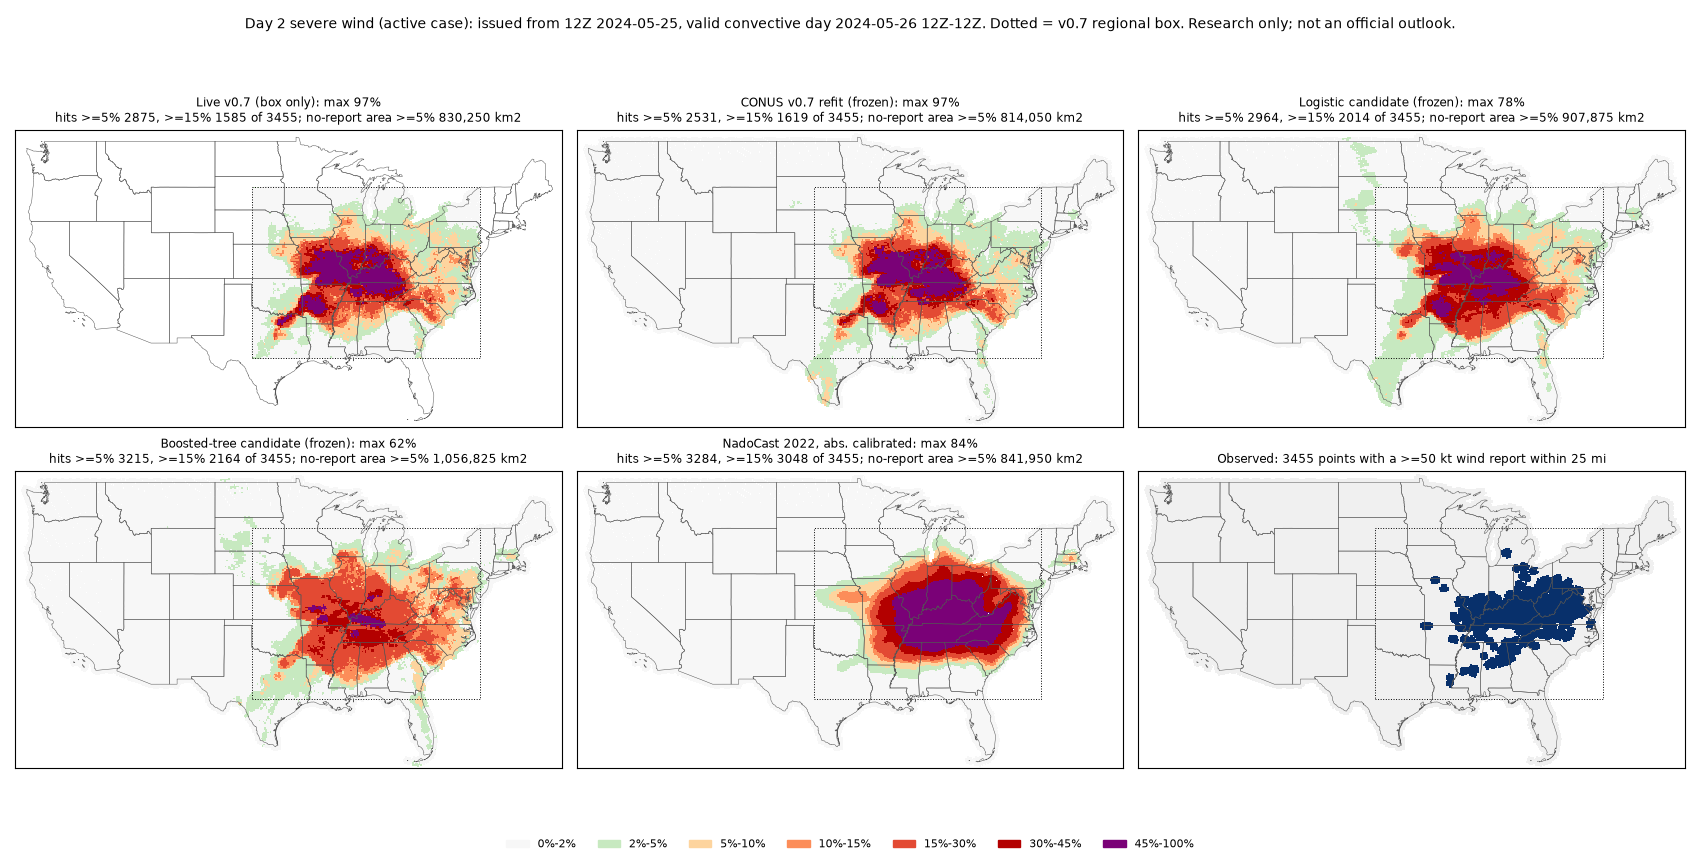 Day 2 severe wind (active case): issued from 12Z 2024-05-25, valid convective day 2024-05-26 12Z-12Z. Dotted = v0.7 regional box. Research only; not an official outlook.
Live v0.7 (box only): max 97%
hits >=5% 2875, >=15% 1585 of 3455; no-report area >=5% 830,250 km2
CONUS v0.7 refit (frozen): max 97%
hits >=5% 2531, >=15% 1619 of 3455; no-report area >=5% 814,050 km2
Logistic candidate (frozen): max 78%
hits >=5% 2964, >=15% 2014 of 3455; no-report area >=5% 907,875 km2
Boosted-tree candidate (frozen): max 62%
hits >=5% 3215, >=15% 2164 of 3455; no-report area >=5% 1,056,825 km2
NadoCast 2022, abs. calibrated: max 84%
hits >=5% 3284, >=15% 3048 of 3455; no-report area >=5% 841,950 km2
Observed: 3455 points with a >=50 kt wind report within 25 mi
0%-2% 2%-5% 5%-10% 10%-15% 15%-30% 30%-45% 45%-100%